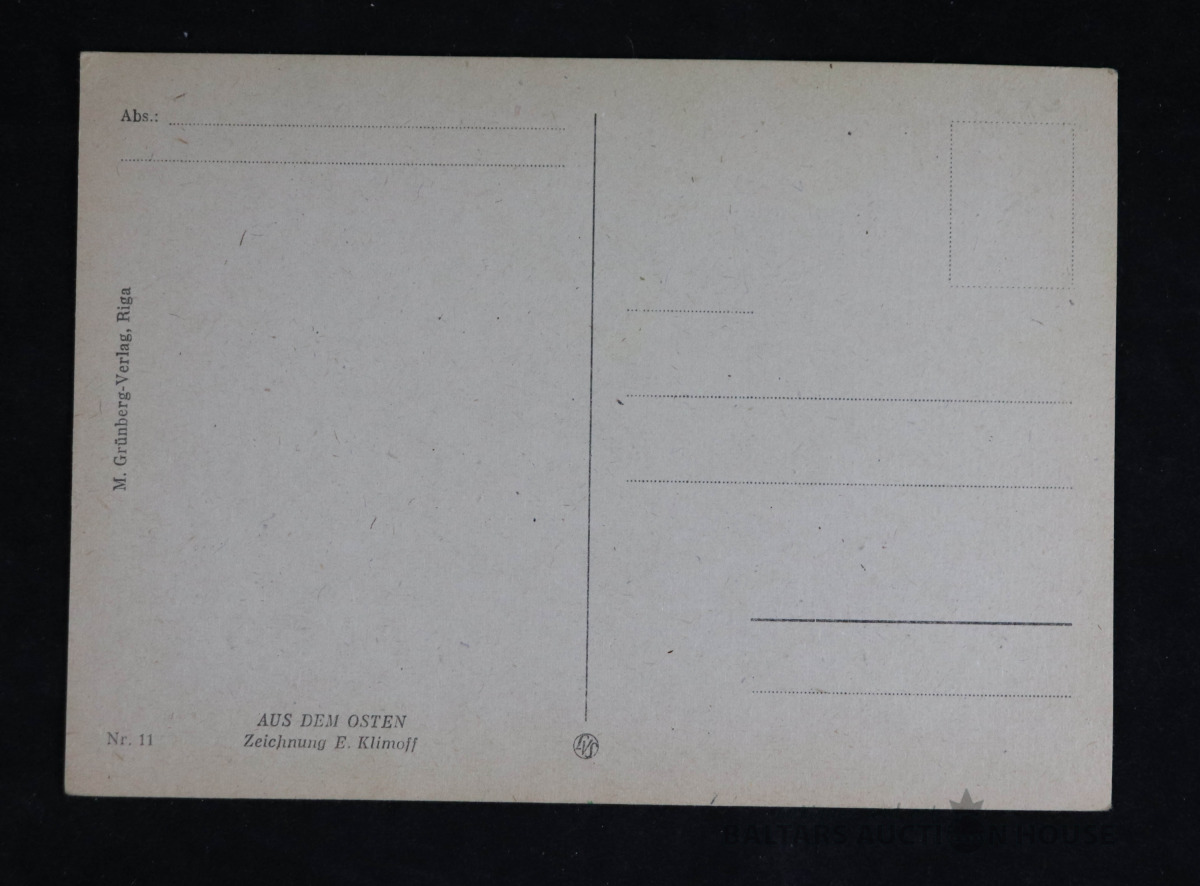 Abs.:
M. Grünberg-Verlag, Riga
AUS DEM OSTEN
Zeichnung E. Klimoff
Nr. 11
BALTARS AUCTION HOUSE